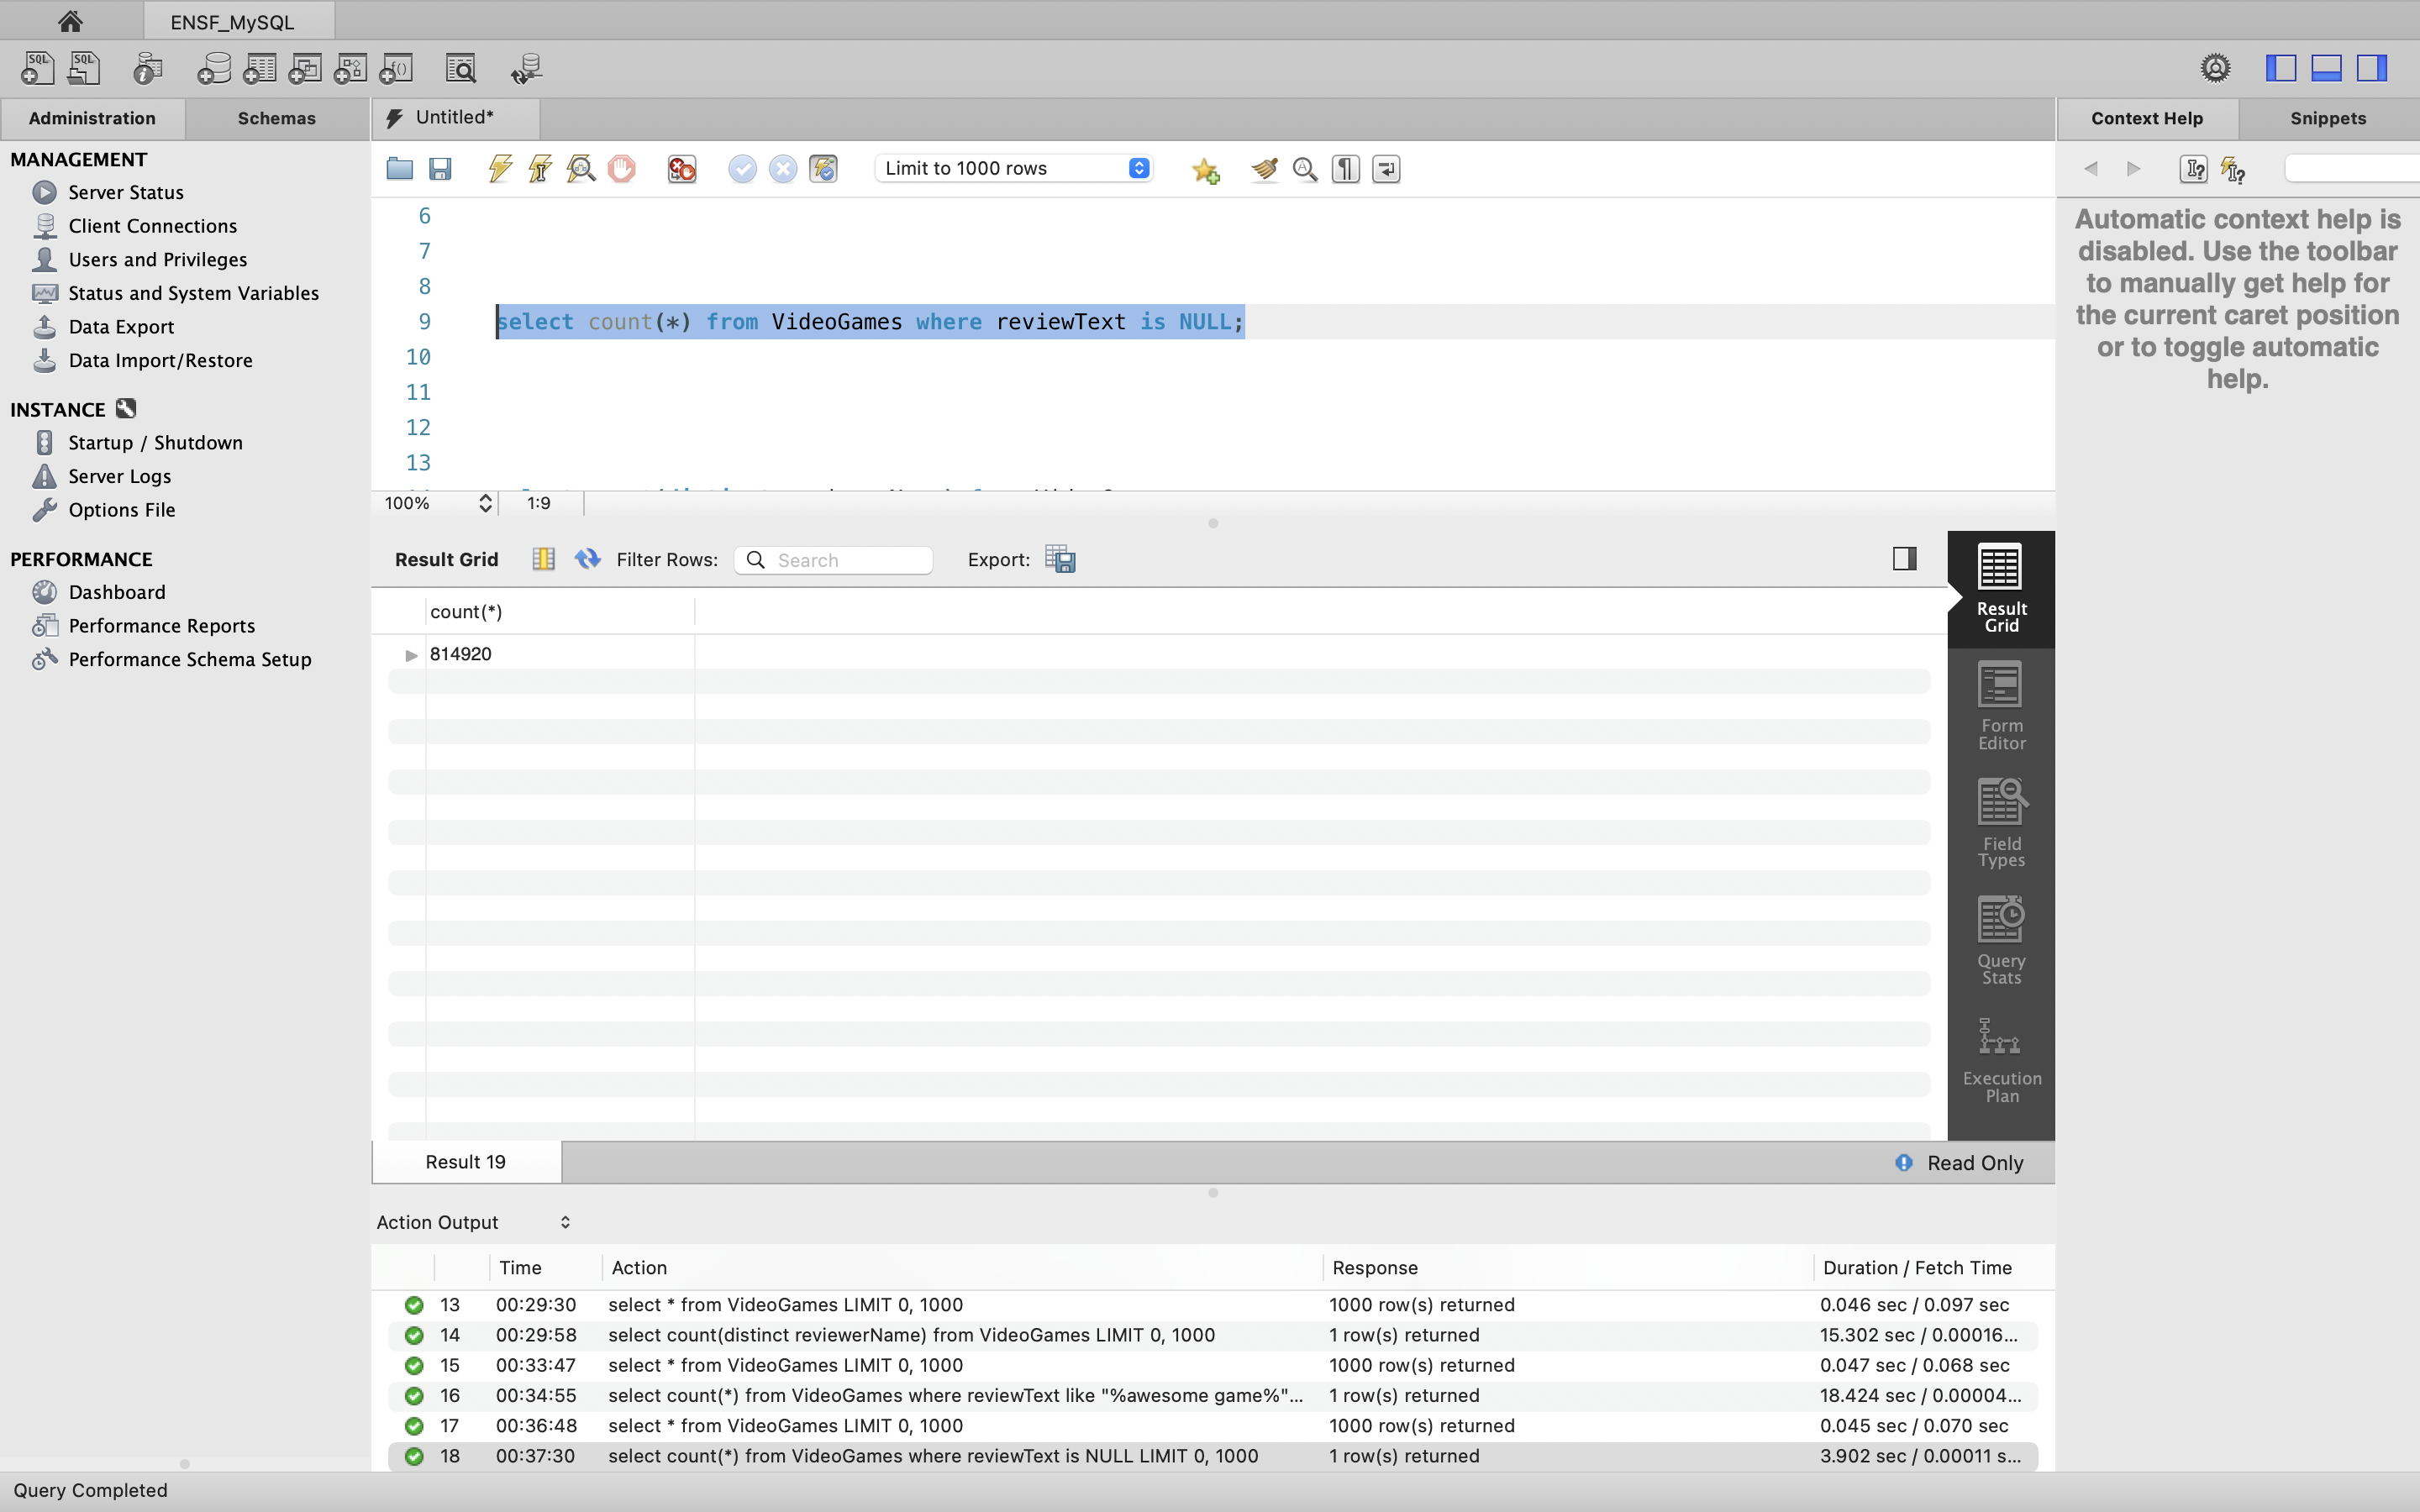 ENSF_MySQL
Administration
Schemas
MANAGEMENT
Server Status
Client Connections
Users and Privileges
Status and System Variables
Data Export
Data Import/Restore
INSTANCE
Startup / Shutdown
Server Logs
Options File
PERFORMANCE
Dashboard
Performance Reports
Performance Schema Setup
Untitled*
Limit to 1000 rows
6
7
8
9 select count(*) from VideoGames where reviewText is NULL;
10
11
12
13
100% 1:9
Result Grid Filter Rows: Search Export:
count(*)
814920
Result Grid
Form Editor
Field Types
Query Stats
Execution Plan
Result 19
Read Only
Action Output
Time Action Response Duration / Fetch Time
13 00:29:30 select * from VideoGames LIMIT 0, 1000 1000 row(s) returned 0.046 sec / 0.097 sec
14 00:29:58 select count(distinct reviewerName) from VideoGames LIMIT 0, 1000 1 row(s) returned 15.302 sec / 0.00016...
15 00:33:47 select * from VideoGames LIMIT 0, 1000 1000 row(s) returned 0.047 sec / 0.068 sec
16 00:34:55 select count(*) from VideoGames where reviewText like "%awesome game%"... 1 row(s) returned 18.424 sec / 0.00004...
17 00:36:48 select * from VideoGames LIMIT 0, 1000 1000 row(s) returned 0.045 sec / 0.070 sec
18 00:37:30 select count(*) from VideoGames where reviewText is NULL LIMIT 0, 1000 1 row(s) returned 3.902 sec / 0.00011 s...
Context Help
Snippets
Automatic context help is
disabled. Use the toolbar
to manually get help for
the current caret position
or to toggle automatic
help.
Query Completed